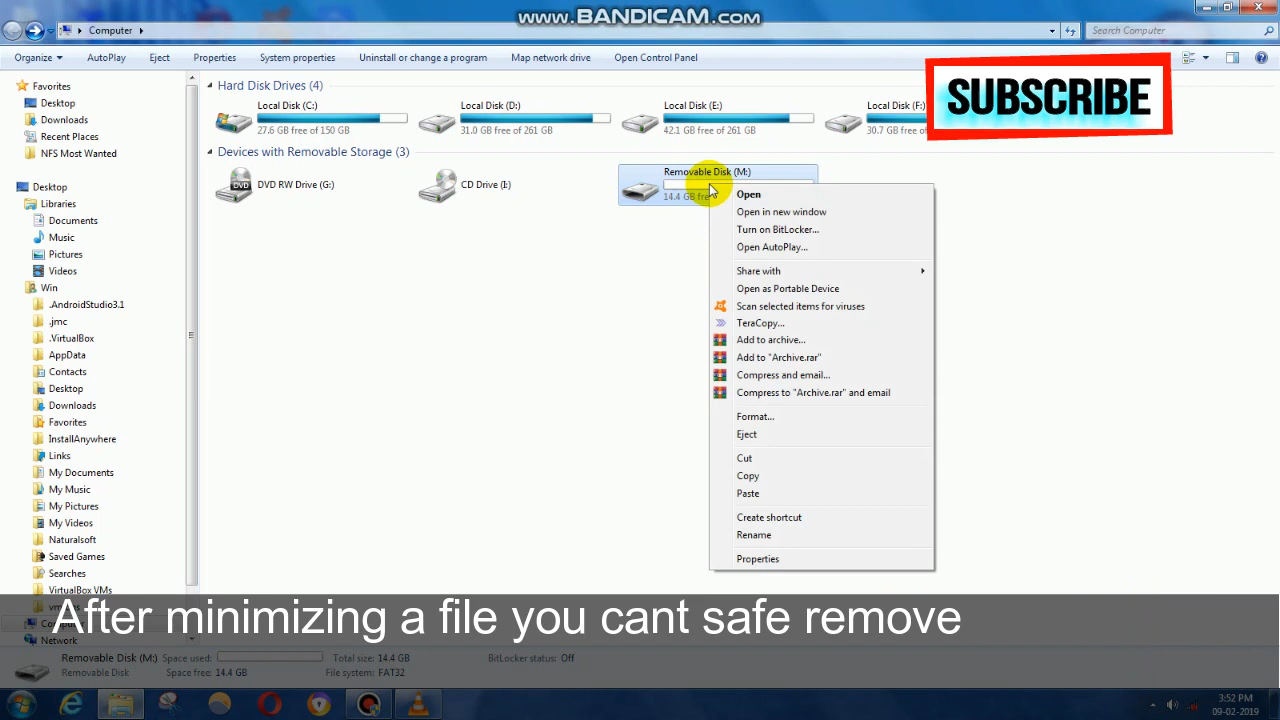 www.BANDICAM.com
Computer
Search Computer
Organize AutoPlay Eject Properties System properties Uninstall or change a program Map network drive Open Control Panel
SUBSCRIBE
Favorites
Desktop
Downloads
Recent Places
NFS Most Wanted
Desktop
Libraries
Documents
Music
Pictures
Videos
Win
.AndroidStudio3.1
.jmc
.VirtualBox
AppData
Contacts
Desktop
Downloads
Favorites
InstallAnywhere
Links
My Documents
My Music
My Pictures
My Videos
Naturalsoft
Saved Games
Searches
VirtualBox VMs
Network
Hard Disk Drives (4)
Local Disk (C:)
27.6 GB free of 150 GB
Local Disk (D:)
31.0 GB free of 261 GB
Local Disk (E:)
42.1 GB free of 261 GB
Local Disk (F:)
30.7 GB free of
Devices with Removable Storage (3)
DVD RW Drive (G:)
CD Drive (I:)
Removable Disk (M:)
14.4 GB free
Open
Open in new window
Turn on BitLocker...
Open AutoPlay...
Share with
Open as Portable Device
Scan selected items for viruses
TeraCopy...
Add to archive...
Add to "Archive.rar"
Compress and email...
Compress to "Archive.rar" and email
Format...
Eject
Cut
Copy
Paste
Create shortcut
Rename
Properties
After minimizing a file you cant safe remove
Removable Disk (M:) Space used: Total size: 14.4 GB BitLocker status: Off
Removable Disk Space free: 14.4 GB File system: FAT32
3:52 PM
09-02-2019